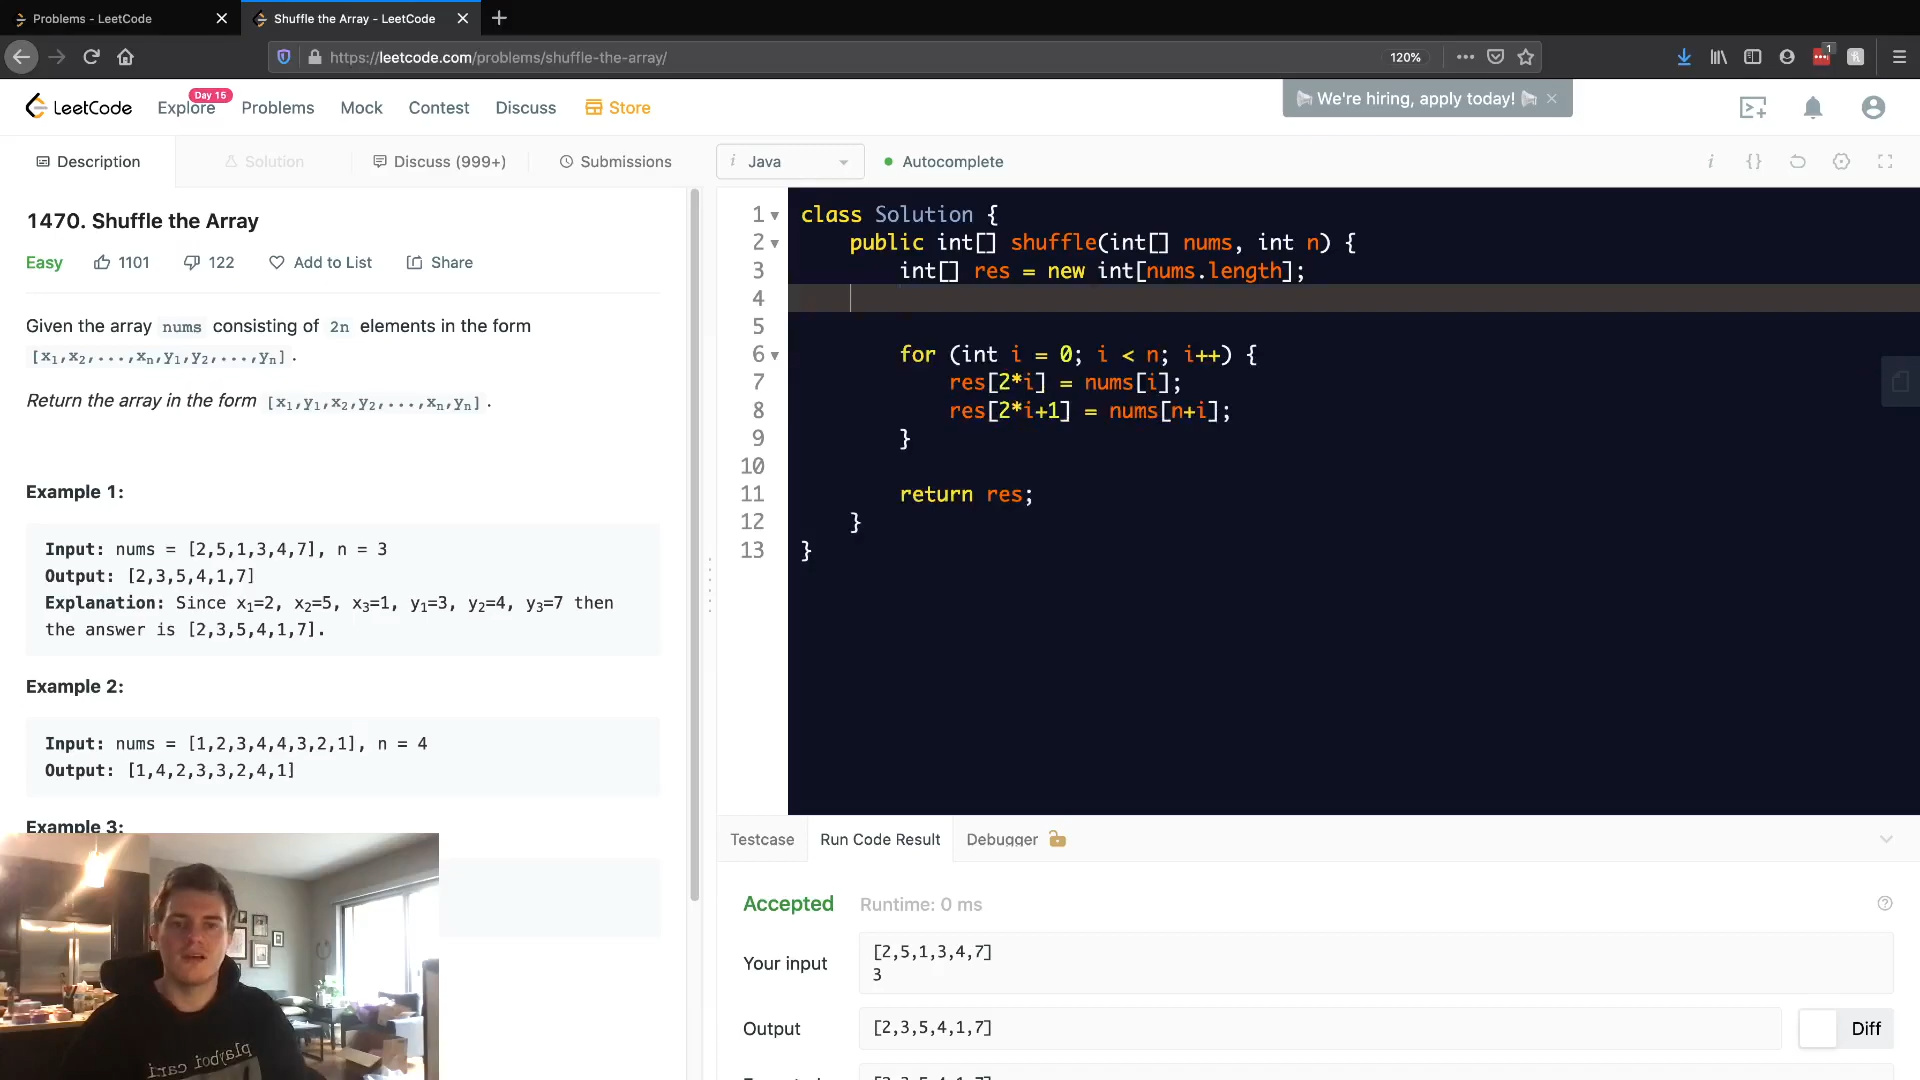 Problems - LeetCode
Shuffle the Array - LeetCode
https://leetcode.com/problems/shuffle-the-array/
120%
1
LeetCode
Explore
Day 15
Problems
Mock
Contest
Discuss
Store
We're hiring, apply today!
Description
Solution
Discuss (999+)
Submissions
i Java
Autocomplete
1470. Shuffle the Array
Easy
1101
122
Add to List
Share
Given the array nums consisting of 2n elements in the form
[x₁,x₂,...,xₙ,y₁,y₂,...,yₙ].
Return the array in the form [x₁,y₁,x₂,y₂,...,xₙ,yₙ].
Example 1:
Input: nums = [2,5,1,3,4,7], n = 3
Output: [2,3,5,4,1,7]
Explanation: Since x₁=2, x₂=5, x₃=1, y₁=3, y₂=4, y₃=7 then
the answer is [2,3,5,4,1,7].
Example 2:
Input: nums = [1,2,3,4,4,3,2,1], n = 4
Output: [1,4,2,3,3,2,4,1]
Example 3:
playboi cari
1 class Solution {
2 public int[] shuffle(int[] nums, int n) {
3 int[] res = new int[nums.length];
4
5
6 for (int i = 0; i < n; i++) {
7 res[2*i] = nums[i];
8 res[2*i+1] = nums[n+i];
9 }
10
11 return res;
12 }
13 }
Testcase
Run Code Result
Debugger
Accepted
Runtime: 0 ms
Your input
[2,5,1,3,4,7]
3
Output
[2,3,5,4,1,7]
Diff